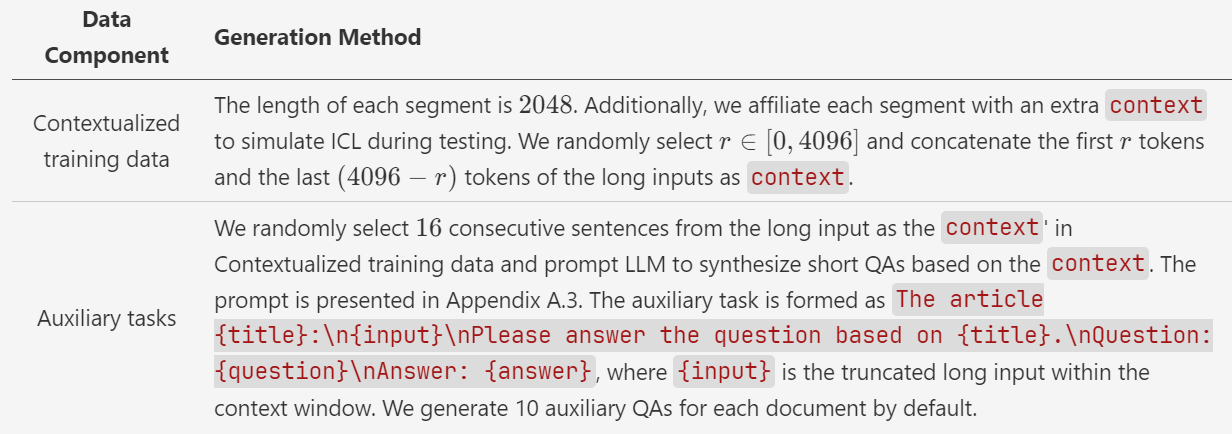 Data
Component
Generation Method
Contextualized
training data
The length of each segment is 2048. Additionally, we affiliate each segment with an extra context
to simulate ICL during testing. We randomly select r ∈ [0, 4096] and concatenate the first r tokens
and the last (4096 − r) tokens of the long inputs as context.
Auxiliary tasks
We randomly select 16 consecutive sentences from the long input as the context' in
Contextualized training data and prompt LLM to synthesize short QAs based on the context. The
prompt is presented in Appendix A.3. The auxiliary task is formed as The article
{title}:\n{input}\nPlease answer the question based on {title}.\nQuestion:
{question}\nAnswer: {answer}, where {input} is the truncated long input within the
context window. We generate 10 auxiliary QAs for each document by default.